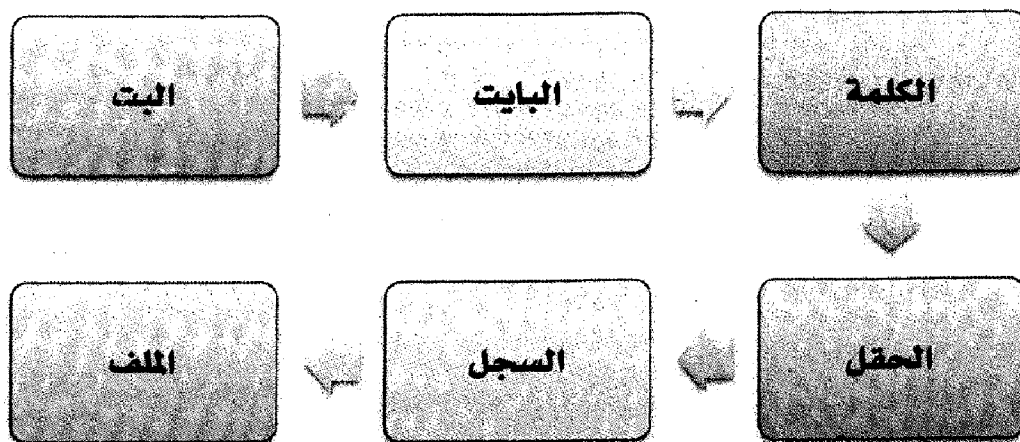 البت
البايت
الكلمة
الحقل
السجل
الملف